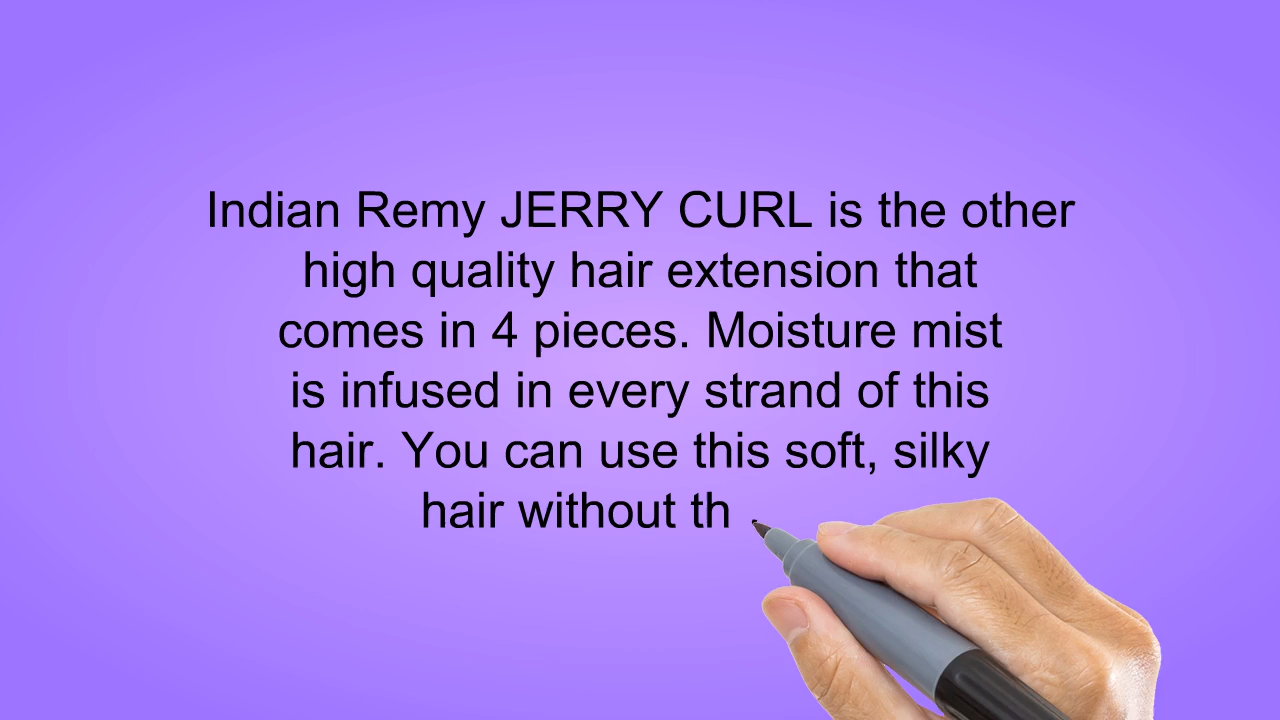 Indian Remy JERRY CURL is the other
high quality hair extension that
comes in 4 pieces. Moisture mist
is infused in every strand of this
hair. You can use this soft, silky
hair without th